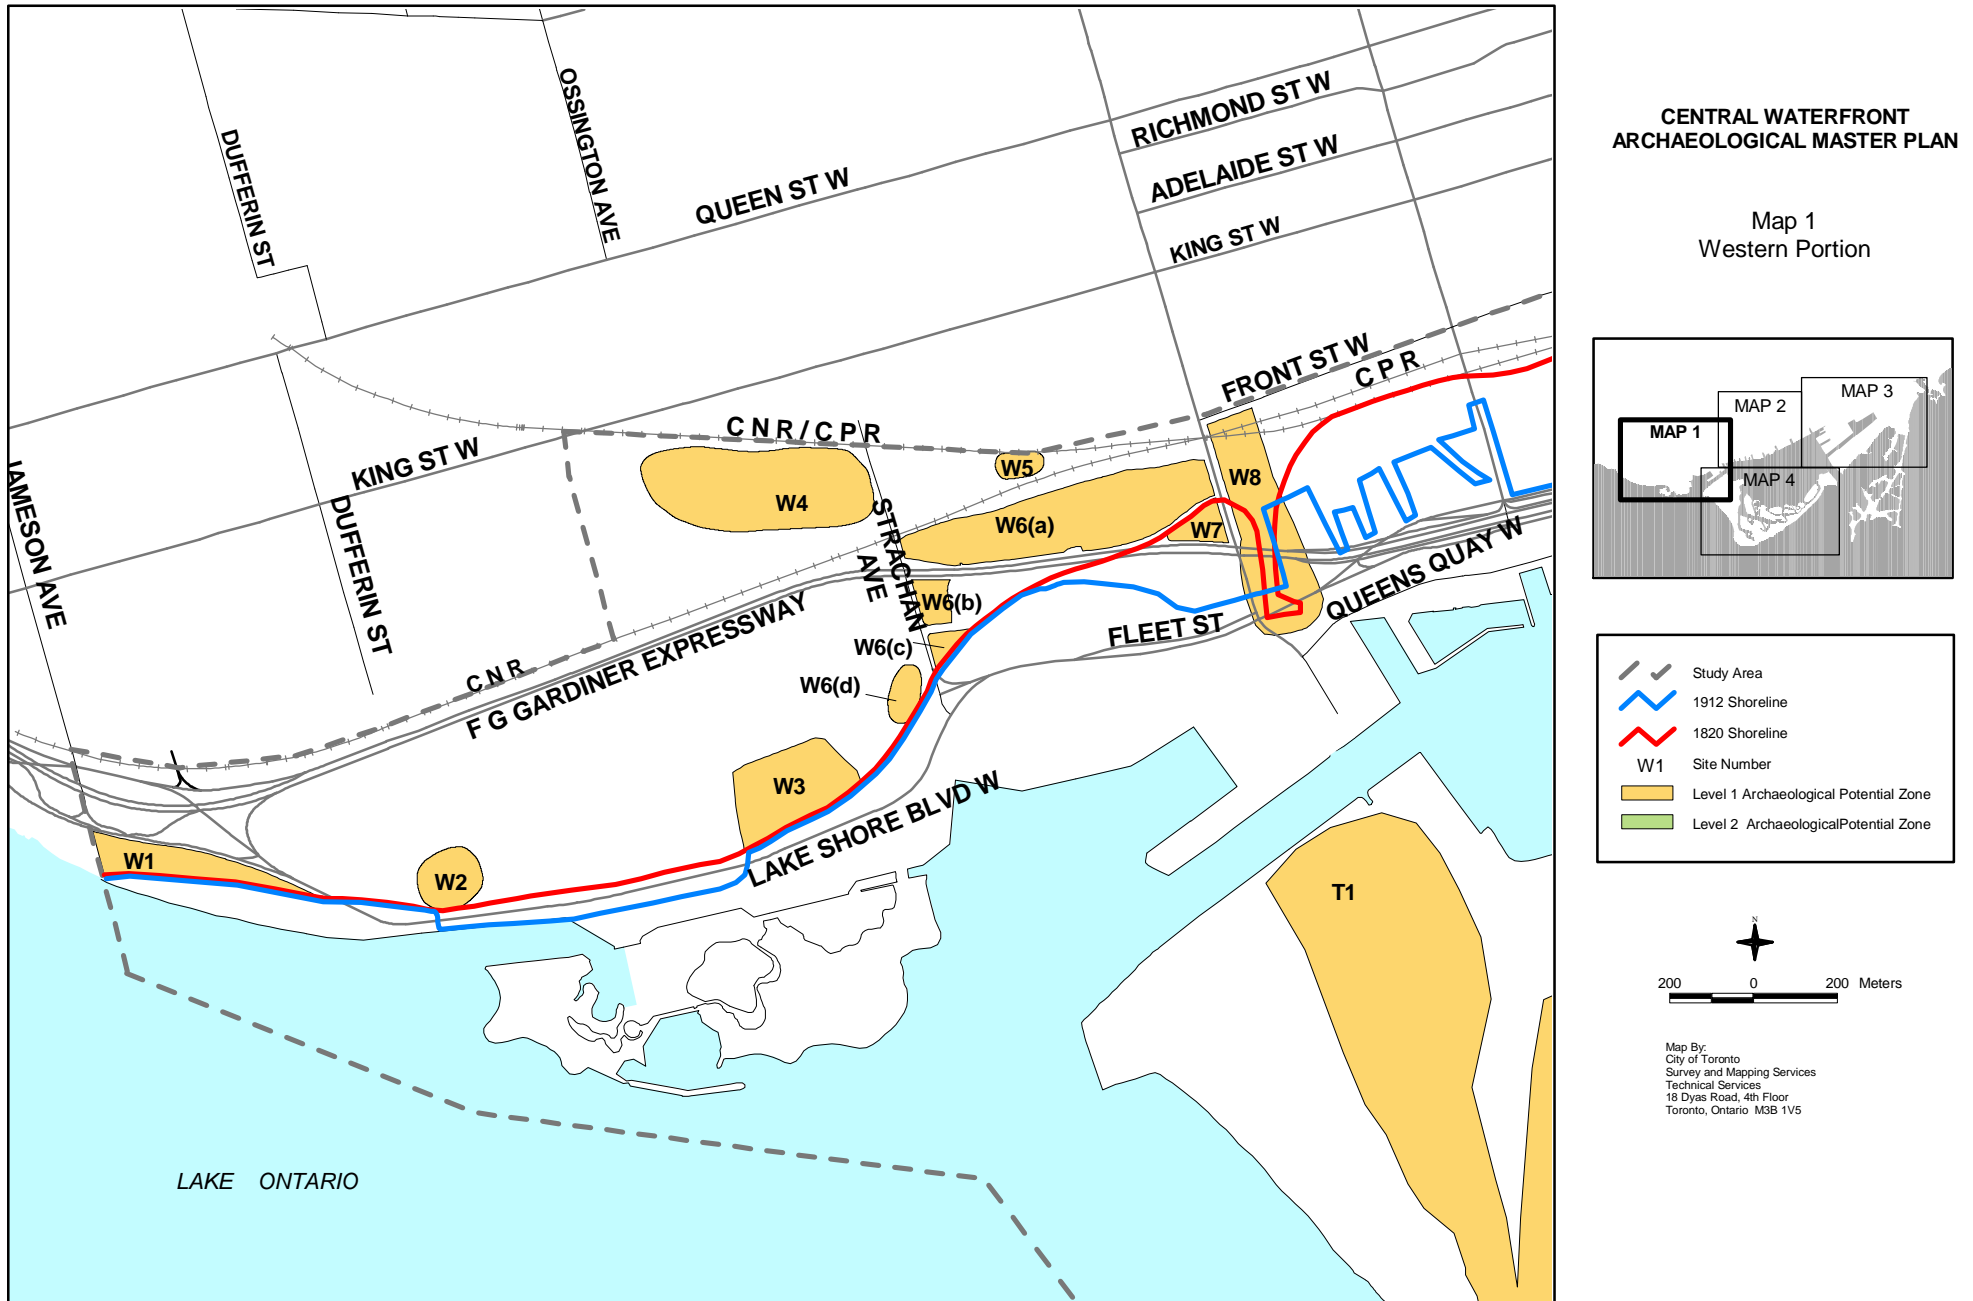 DUFFERIN ST
OSSINGTON AVE
QUEEN ST W
RICHMOND ST W
ADELAIDE ST W
KING ST W
FRONT ST W
C P R
C N R / C P R
KING ST W
JAMESON AVE
DUFFERIN ST
STRACHAN
AVE
W4
W5
W6(a)
W7
W8
W6(b)
W6(c)
W6(d)
C N R
F G GARDINER EXPRESSWAY
FLEET ST
QUEENS QUAY W
W3
LAKE SHORE BLVD W
W1
W2
T1
LAKE ONTARIO
CENTRAL WATERFRONT
ARCHAEOLOGICAL MASTER PLAN
Map 1
Western Portion
MAP 1
MAP 2
MAP 3
MAP 4
Study Area
1912 Shoreline
1820 Shoreline
W1 Site Number
Level 1 Archaeological Potential Zone
Level 2 ArchaeologicalPotential Zone
N
200 0 200 Meters
Map By:
City of Toronto
Survey and Mapping Services
Technical Services
18 Dyas Road, 4th Floor
Toronto, Ontario M3B 1V5